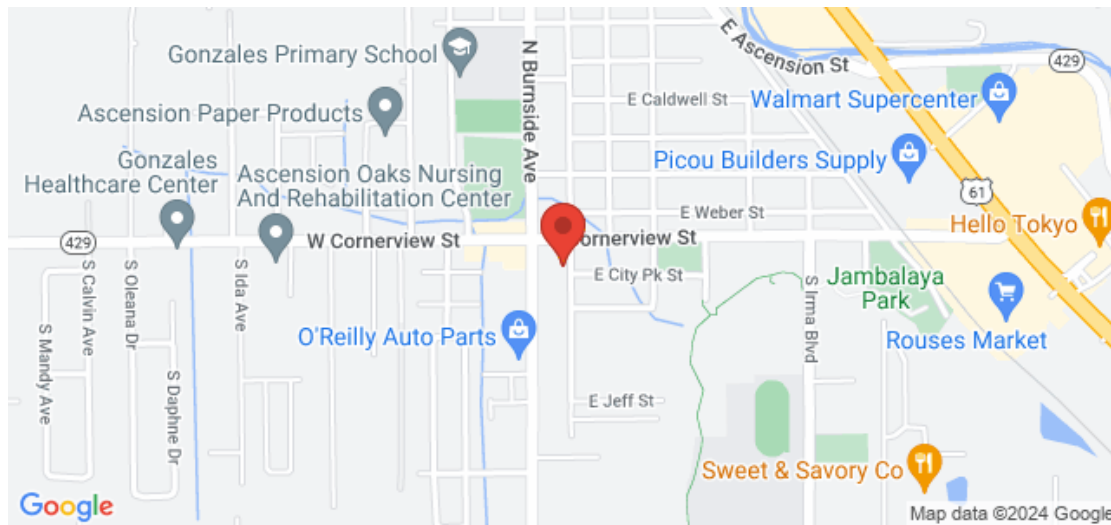 Gonzales Primary School
N Burnside Ave
E Ascension St
429
E Caldwell St
Walmart Supercenter
Ascension Paper Products
Gonzales
Healthcare Center
Ascension Oaks Nursing
And Rehabilitation Center
Picou Builders Supply
61
E Weber St
Hello Tokyo
429
W Cornerview St
ornerview St
E City Pk St
Jambalaya
Park
S Calvin Ave
S Oleana Dr
S Ida Ave
S Mandy Ave
S Daphne Dr
O'Reilly Auto Parts
S Irma Blvd
Rouses Market
E Jeff St
Sweet & Savory Co
Google
Map data ©2024 Google